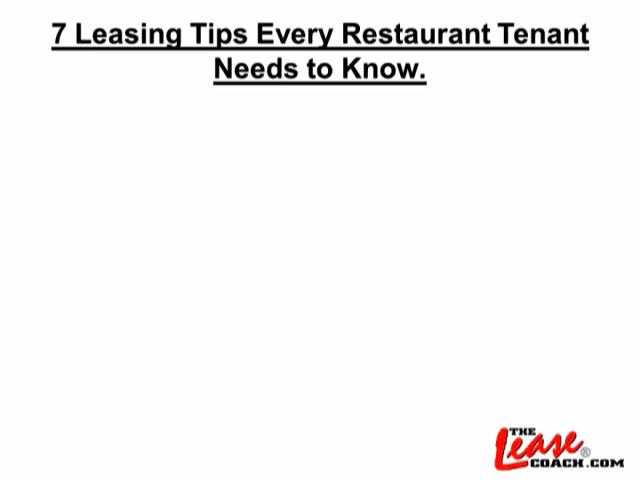 7 Leasing Tips Every Restaurant Tenant
Needs to Know.
THE
Lease®
COACH.COM